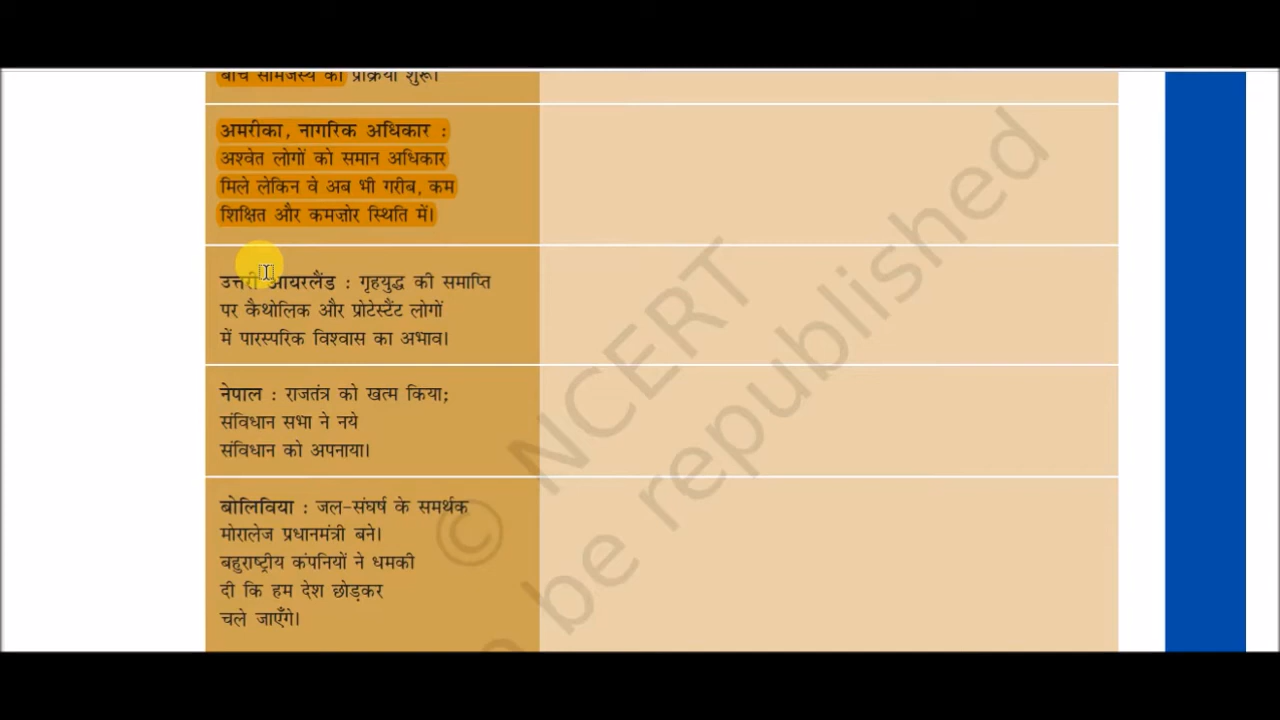 बीच सामंजस्य की प्रक्रिया शुरू।
अमरीका, नागरिक अधिकार :
अश्वेत लोगों को समान अधिकार
मिले लेकिन वे अब भी गरीब, कम
शिक्षित और कमज़ोर स्थिति में।
उत्तरी आयरलैंड : गृहयुद्ध की समाप्ति
पर कैथोलिक और प्रोटेस्टैंट लोगों
में पारस्परिक विश्वास का अभाव।
नेपाल : राजतंत्र को खत्म किया;
संविधान सभा ने नये
संविधान को अपनाया।
बोलिविया : जल-संघर्ष के समर्थक
मोरालेज प्रधानमंत्री बने।
बहुराष्ट्रीय कंपनियों ने धमकी
दी कि हम देश छोड़कर
चले जाएँगे।
© NCERT
be republished